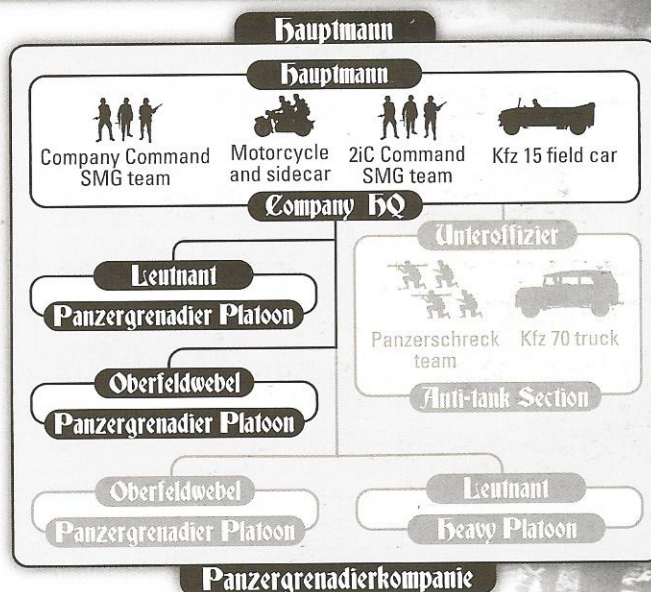 Hauptmann
Hauptmann
Company Command SMG team
Motorcycle and sidecar
2iC Command SMG team
Kfz 15 field car
Company HQ
Unteroffizier
Panzerschreck team
Kfz 70 truck
Anti-tank Section
Leutnant
Panzergrenadier Platoon
Oberfeldwebel
Panzergrenadier Platoon
Oberfeldwebel
Panzergrenadier Platoon
Leutnant
Heavy Platoon
Panzergrenadierkompanie